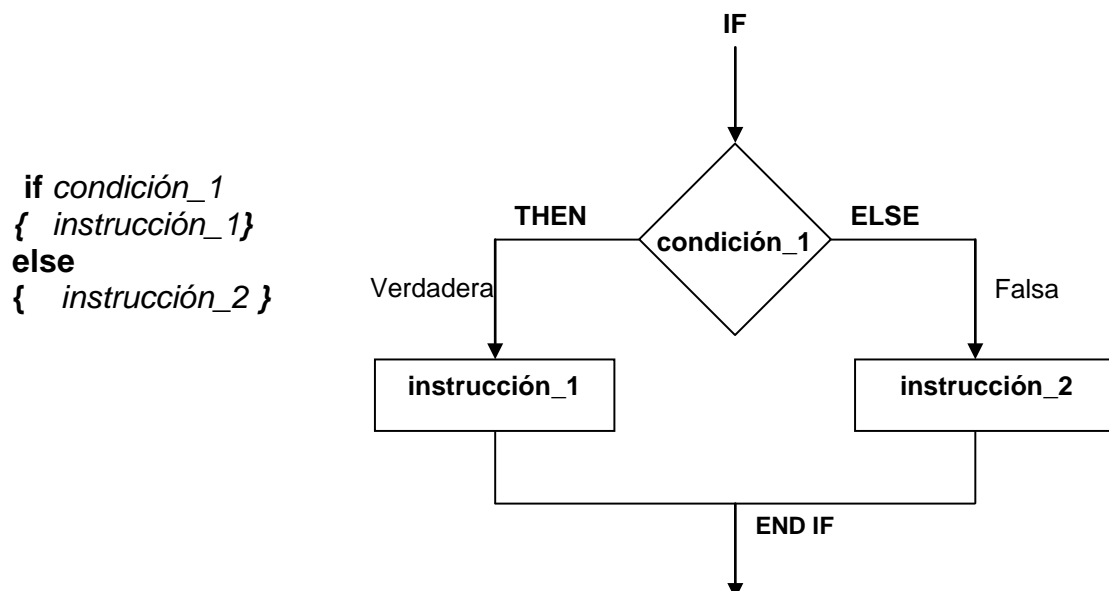 if condición_1
{ instrucción_1}
else
{ instrucción_2 }
IF
THEN
ELSE
condición_1
Verdadera
Falsa
instrucción_1
instrucción_2
END IF